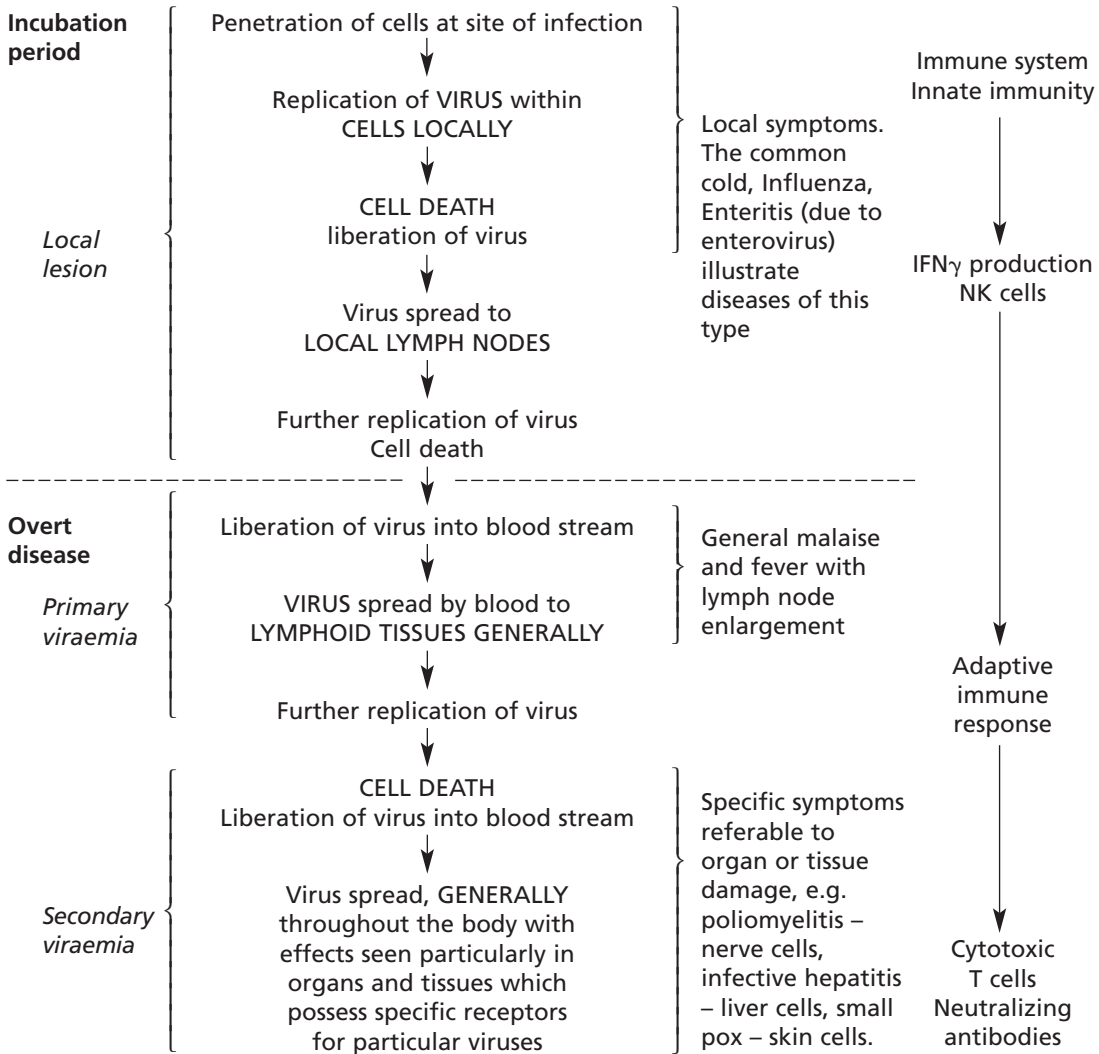 Incubation
period
Penetration of cells at site of infection
Replication of VIRUS within
CELLS LOCALLY
CELL DEATH
liberation of virus
Local
lesion
Virus spread to
LOCAL LYMPH NODES
Further replication of virus
Cell death
Local symptoms.
The common
cold, Influenza,
Enteritis (due to
enterovirus)
illustrate
diseases of this
type
Immune system
Innate immunity
IFNγ production
NK cells
Overt
disease
Primary
viraemia
Liberation of virus into blood stream
VIRUS spread by blood to
LYMPHOID TISSUES GENERALLY
Further replication of virus
General malaise
and fever with
lymph node
enlargement
Adaptive
immune
response
Secondary
viraemia
CELL DEATH
Liberation of virus into blood stream
Virus spread, GENERALLY
throughout the body with
effects seen particularly in
organs and tissues which
possess specific receptors
for particular viruses
Specific symptoms
referable to
organ or tissue
damage, e.g.
poliomyelitis –
nerve cells,
infective hepatitis
– liver cells, small
pox – skin cells.
Cytotoxic
T cells
Neutralizing
antibodies